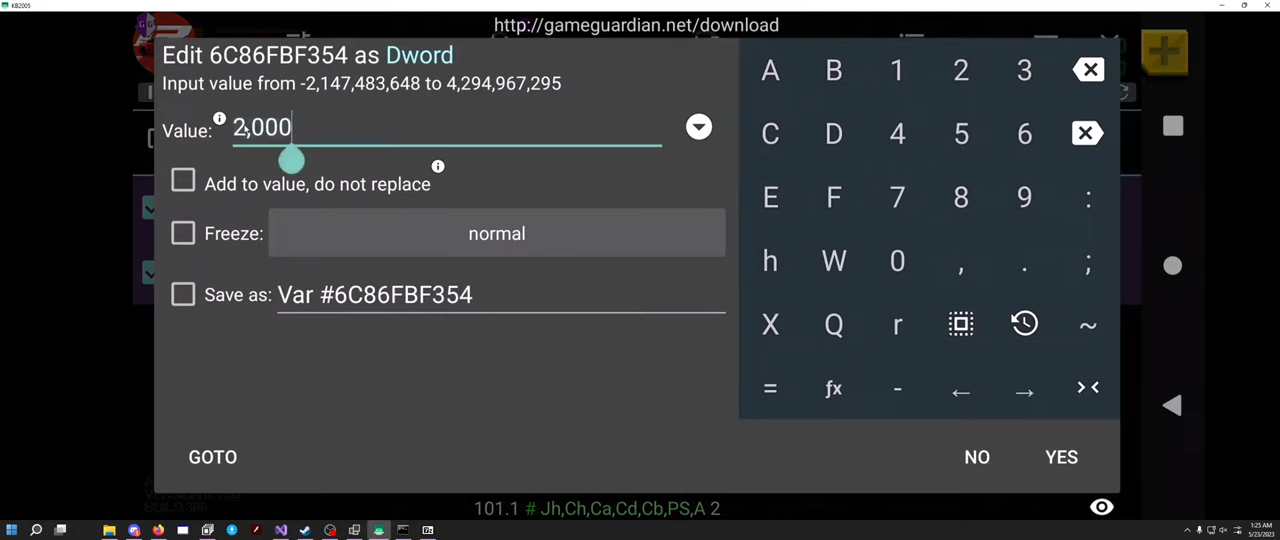 KB2005
http://gameguardian.net/download
Edit 6C86FBF354 as Dword
Input value from -2,147,483,648 to 4,294,967,295
Value: 2,000
Add to value, do not replace
Freeze: normal
Save as: Var #6C86FBF354
GOTO
NO
YES
A B 1 2 3
C D 4 5 6
E F 7 8 9 :
h W 0 , . ;
X Q r ~
= ƒx - ← → ><
101.1 # Jh,Ch,Ca,Cd,Cb,PS,A 2
1:25 AM
5/23/2023